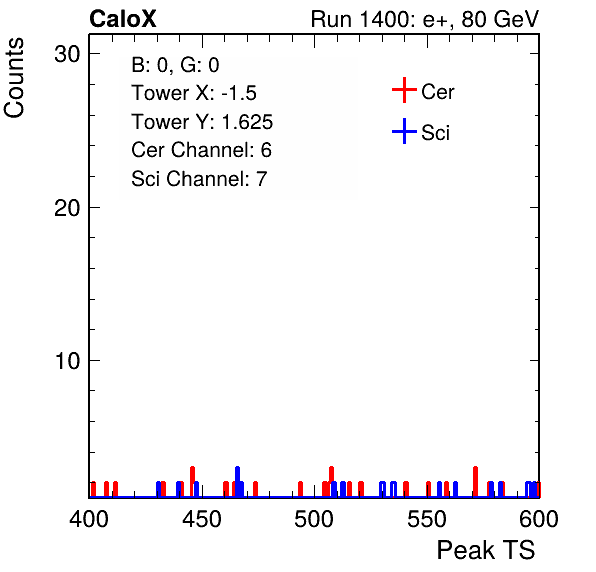 CaloX Run 1400: e+, 80 GeV
Counts
30
20
10
B: 0, G: 0
Tower X: -1.5
Tower Y: 1.625
Cer Channel: 6
Sci Channel: 7
Cer
Sci
400 450 500 550 600
Peak TS